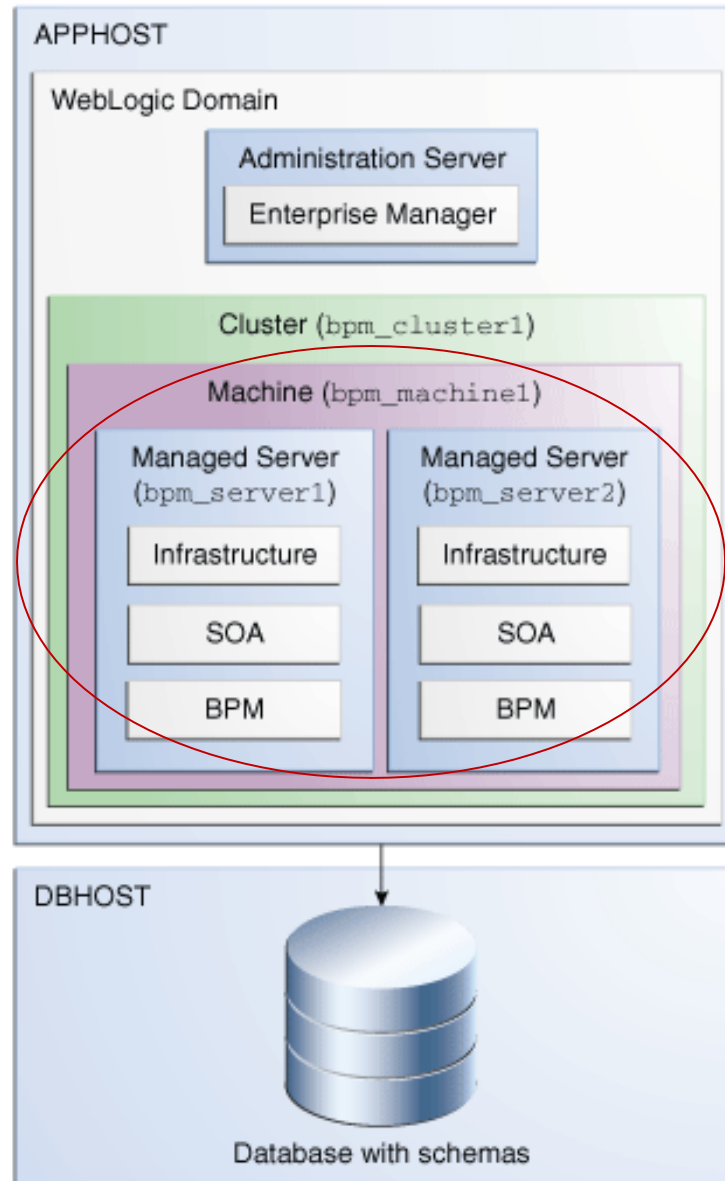 APPHOST
WebLogic Domain
Administration Server
Enterprise Manager
Cluster (bpm_cluster1)
Machine (bpm_machine1)
Managed Server
(bpm_server1)
Infrastructure
SOA
BPM
Managed Server
(bpm_server2)
Infrastructure
SOA
BPM
DBHOST
Database with schemas